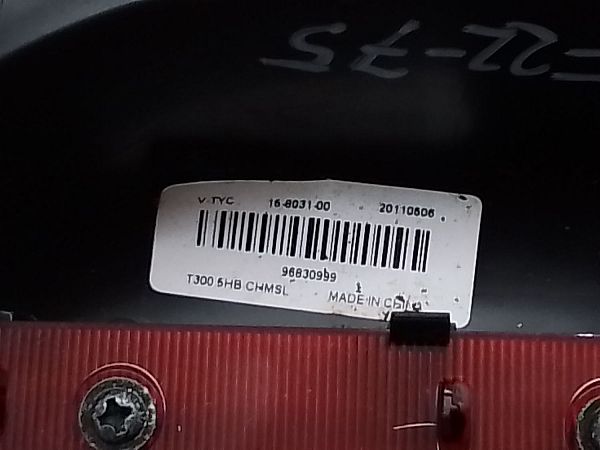 -22-75
V-TYC 16-8031-00 20110606
96830999
T300 5HB CHMSL MADE IN CHINA